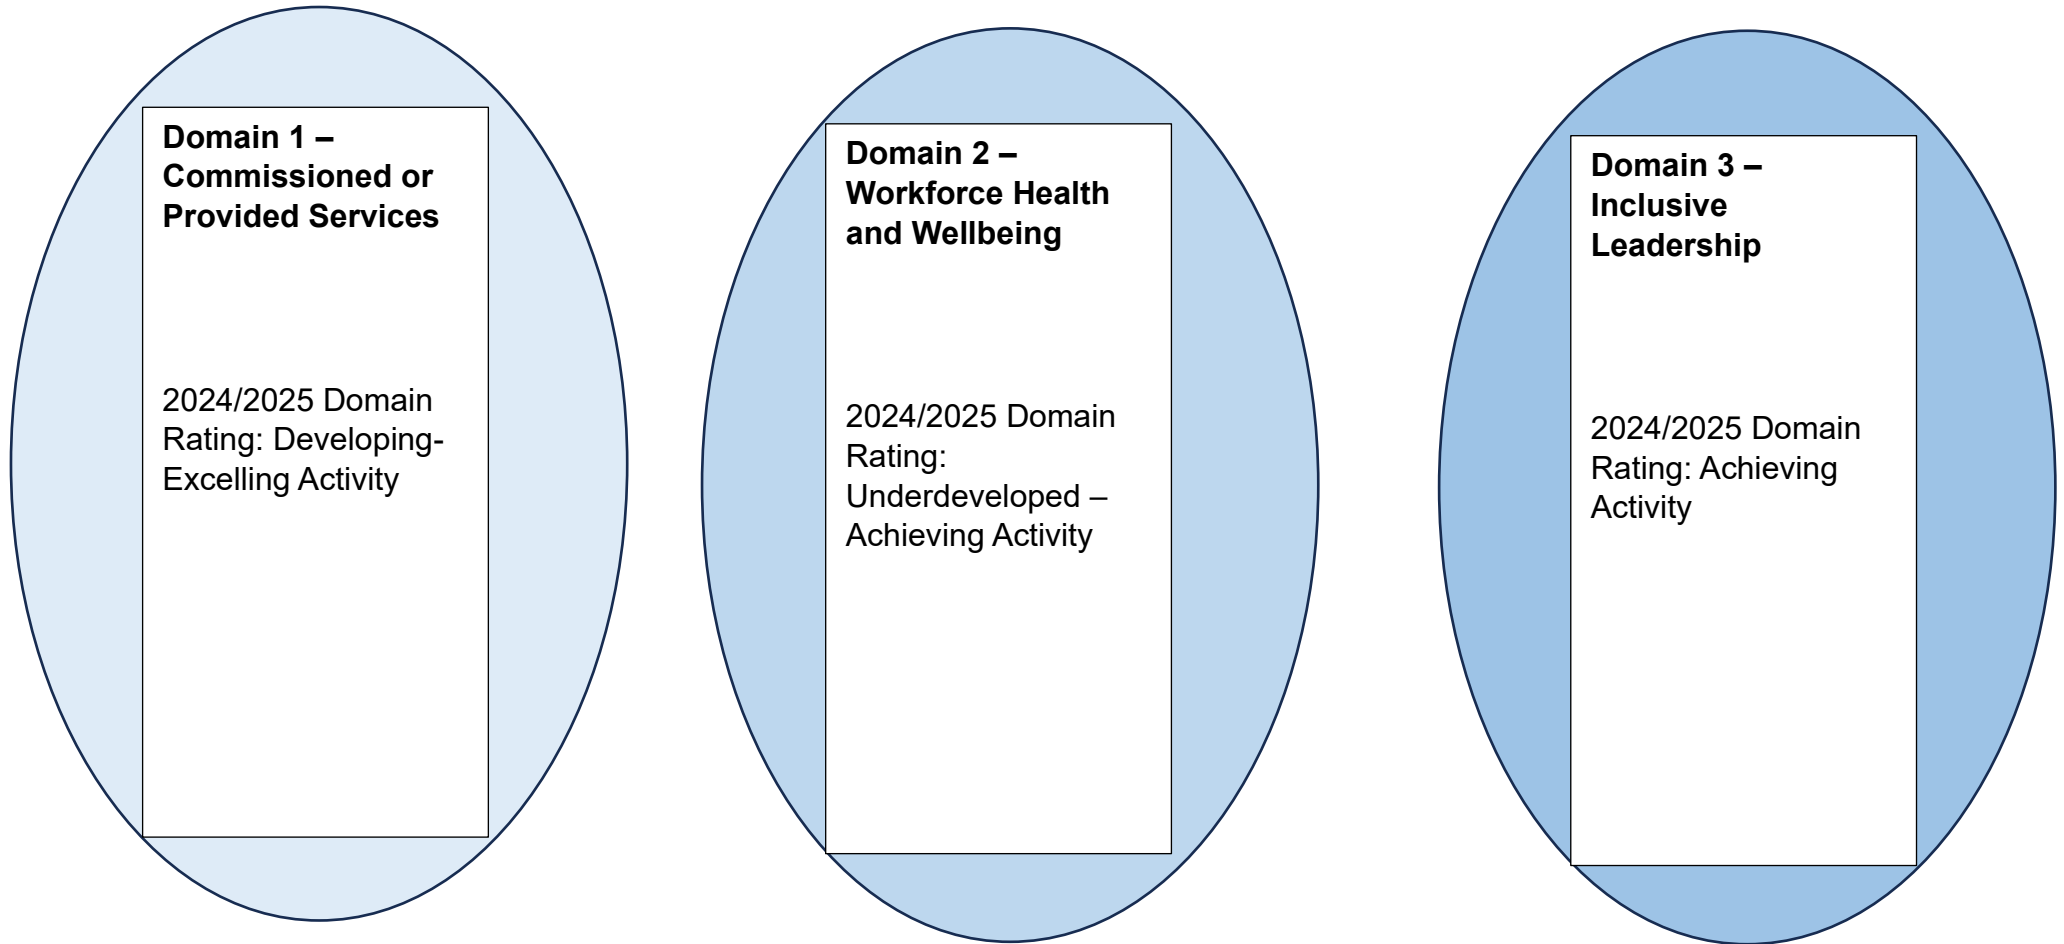 Domain 1 –
Commissioned or
Provided Services
2024/2025 Domain
Rating: Developing-
Excelling Activity
Domain 2 –
Workforce Health
and Wellbeing
2024/2025 Domain
Rating:
Underdeveloped –
Achieving Activity
Domain 3 –
Inclusive
Leadership
2024/2025 Domain
Rating: Achieving
Activity